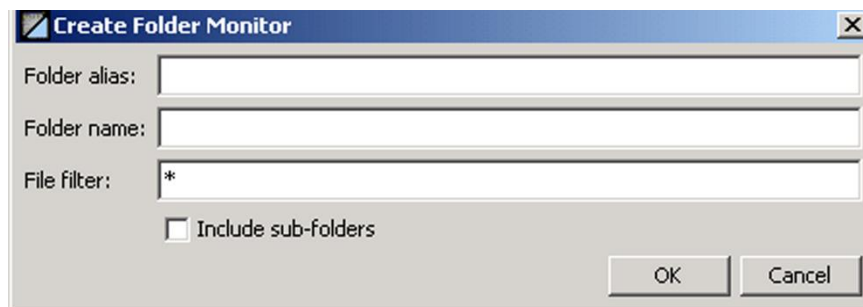 Create Folder Monitor
Folder alias:
Folder name:
File filter: *
Include sub-folders
OK Cancel